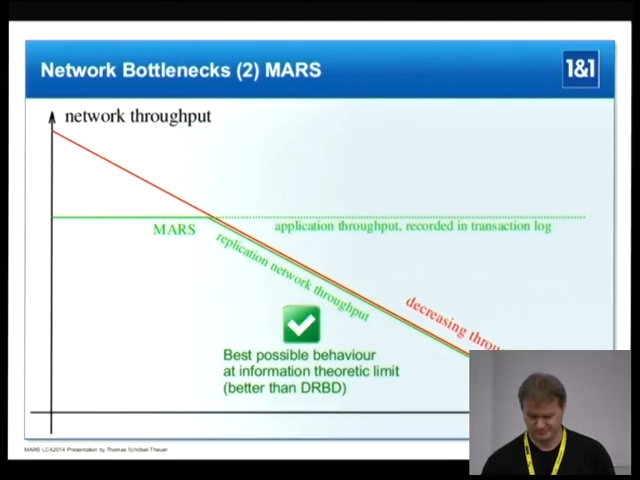 Network Bottlenecks (2) MARS
1&1
network throughput
MARS
application throughput, recorded in transaction log
replication network throughput
decreasing
Best possible behaviour
at information theoretic limit
(better than DRBD)
MARS LCA2014 Presentation by Thomas Schöbel-Theuer